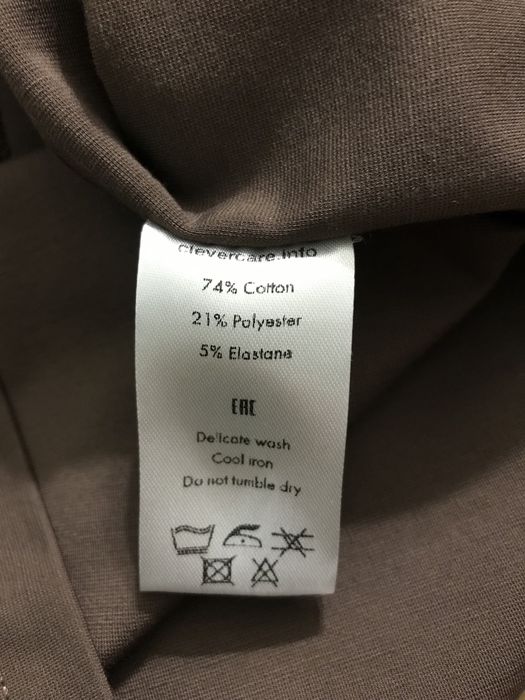 clevercare.info
74% Cotton
21% Polyester
5% Elastane
EAC
Delicate wash
Cool iron
Do not tumble dry